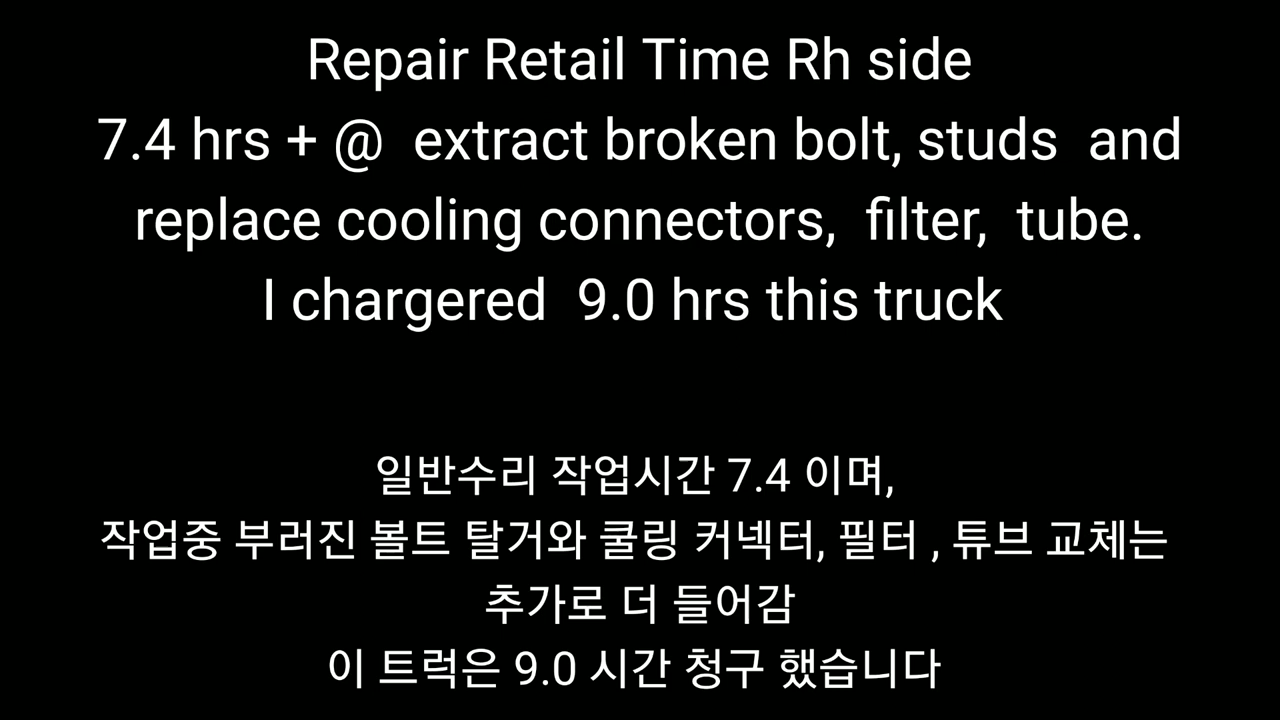 Repair Retail Time Rh side
7.4 hrs + @ extract broken bolt, studs and
replace cooling connectors, filter, tube.
I chargered 9.0 hrs this truck
일반수리 작업시간 7.4 이며,
작업중 부러진 볼트 탈거와 쿨링 커넥터, 필터 , 튜브 교체는
추가로 더 들어감
이 트럭은 9.0 시간 청구 했습니다